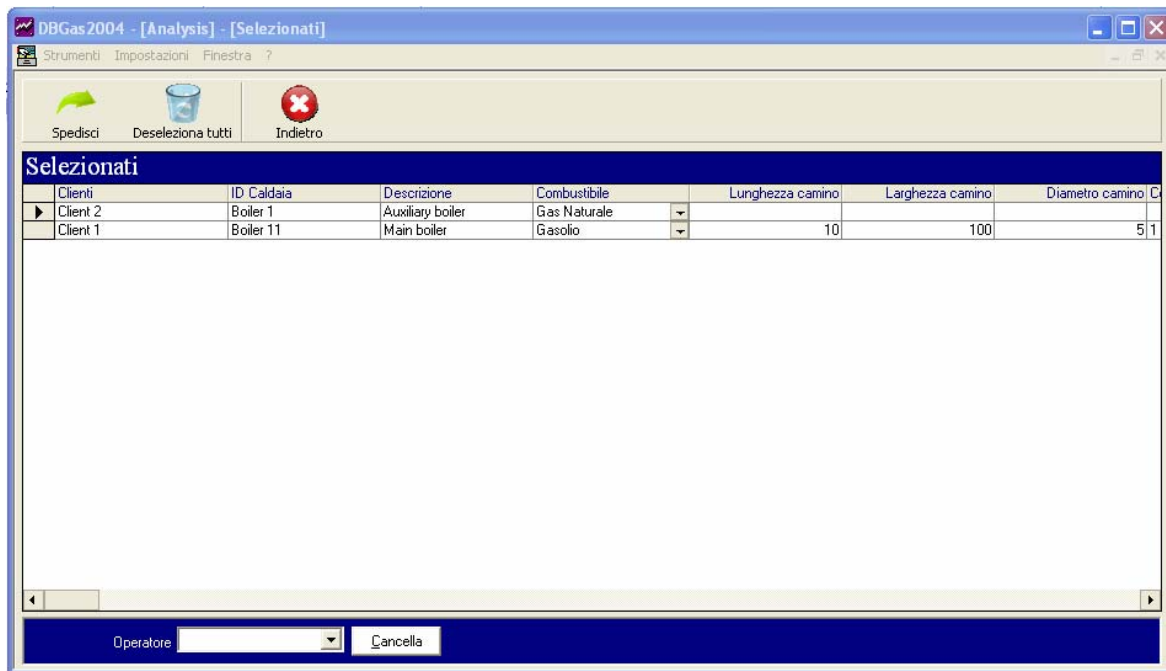 DBGas2004 - [Analysis] - [Selezionati]
Strumenti Impostazioni Finestra ?
Spedisci Deseleziona tutti Indietro
Selezionati
Clienti ID Caldaia Descrizione Combustibile Lunghezza camino Larghezza camino Diametro camino
Client 2 Boiler 1 Auxiliary boiler Gas Naturale
Client 1 Boiler 11 Main boiler Gasolio 10 100 5 1
Operatore Cancella